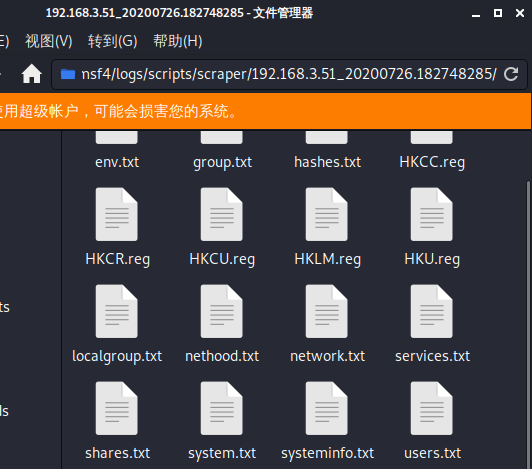 192.168.3.51_20200726.182748285 - 文件管理器
E) 视图(V) 转到(G) 帮助(H)
nsf4/logs/scripts/scraper/192.168.3.51_20200726.182748285/
使用超级帐户，可能会损害您的系统。
env.txt group.txt hashes.txt HKCC.reg
HKCR.reg HKCU.reg HKLM.reg HKU.reg
localgroup.txt nethood.txt network.txt services.txt
shares.txt system.txt systeminfo.txt users.txt